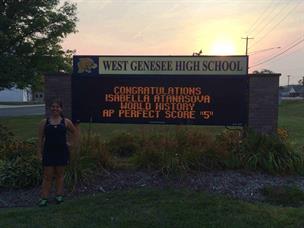 WEST GENESEE HIGH SCHOOL
CONGRATULATIONS
ISABELLA ATANASOVA
WORLD HISTORY
AP PERFECT SCORE "5"